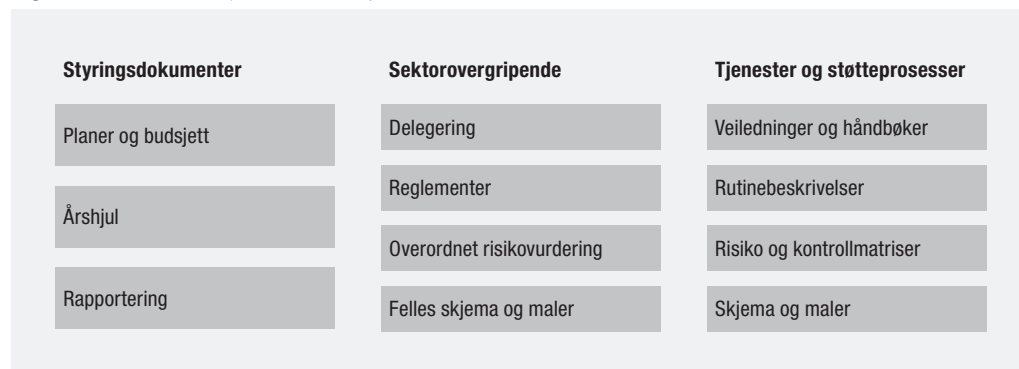 Styringsdokumenter
Planer og budsjett
Årshjul
Rapportering
Sektorovergripende
Delegering
Reglementer
Overordnet risikovurdering
Felles skjema og maler
Tjenester og støtteprosesser
Veiledninger og håndbøker
Rutinebeskrivelser
Risiko og kontrollmatriser
Skjema og maler